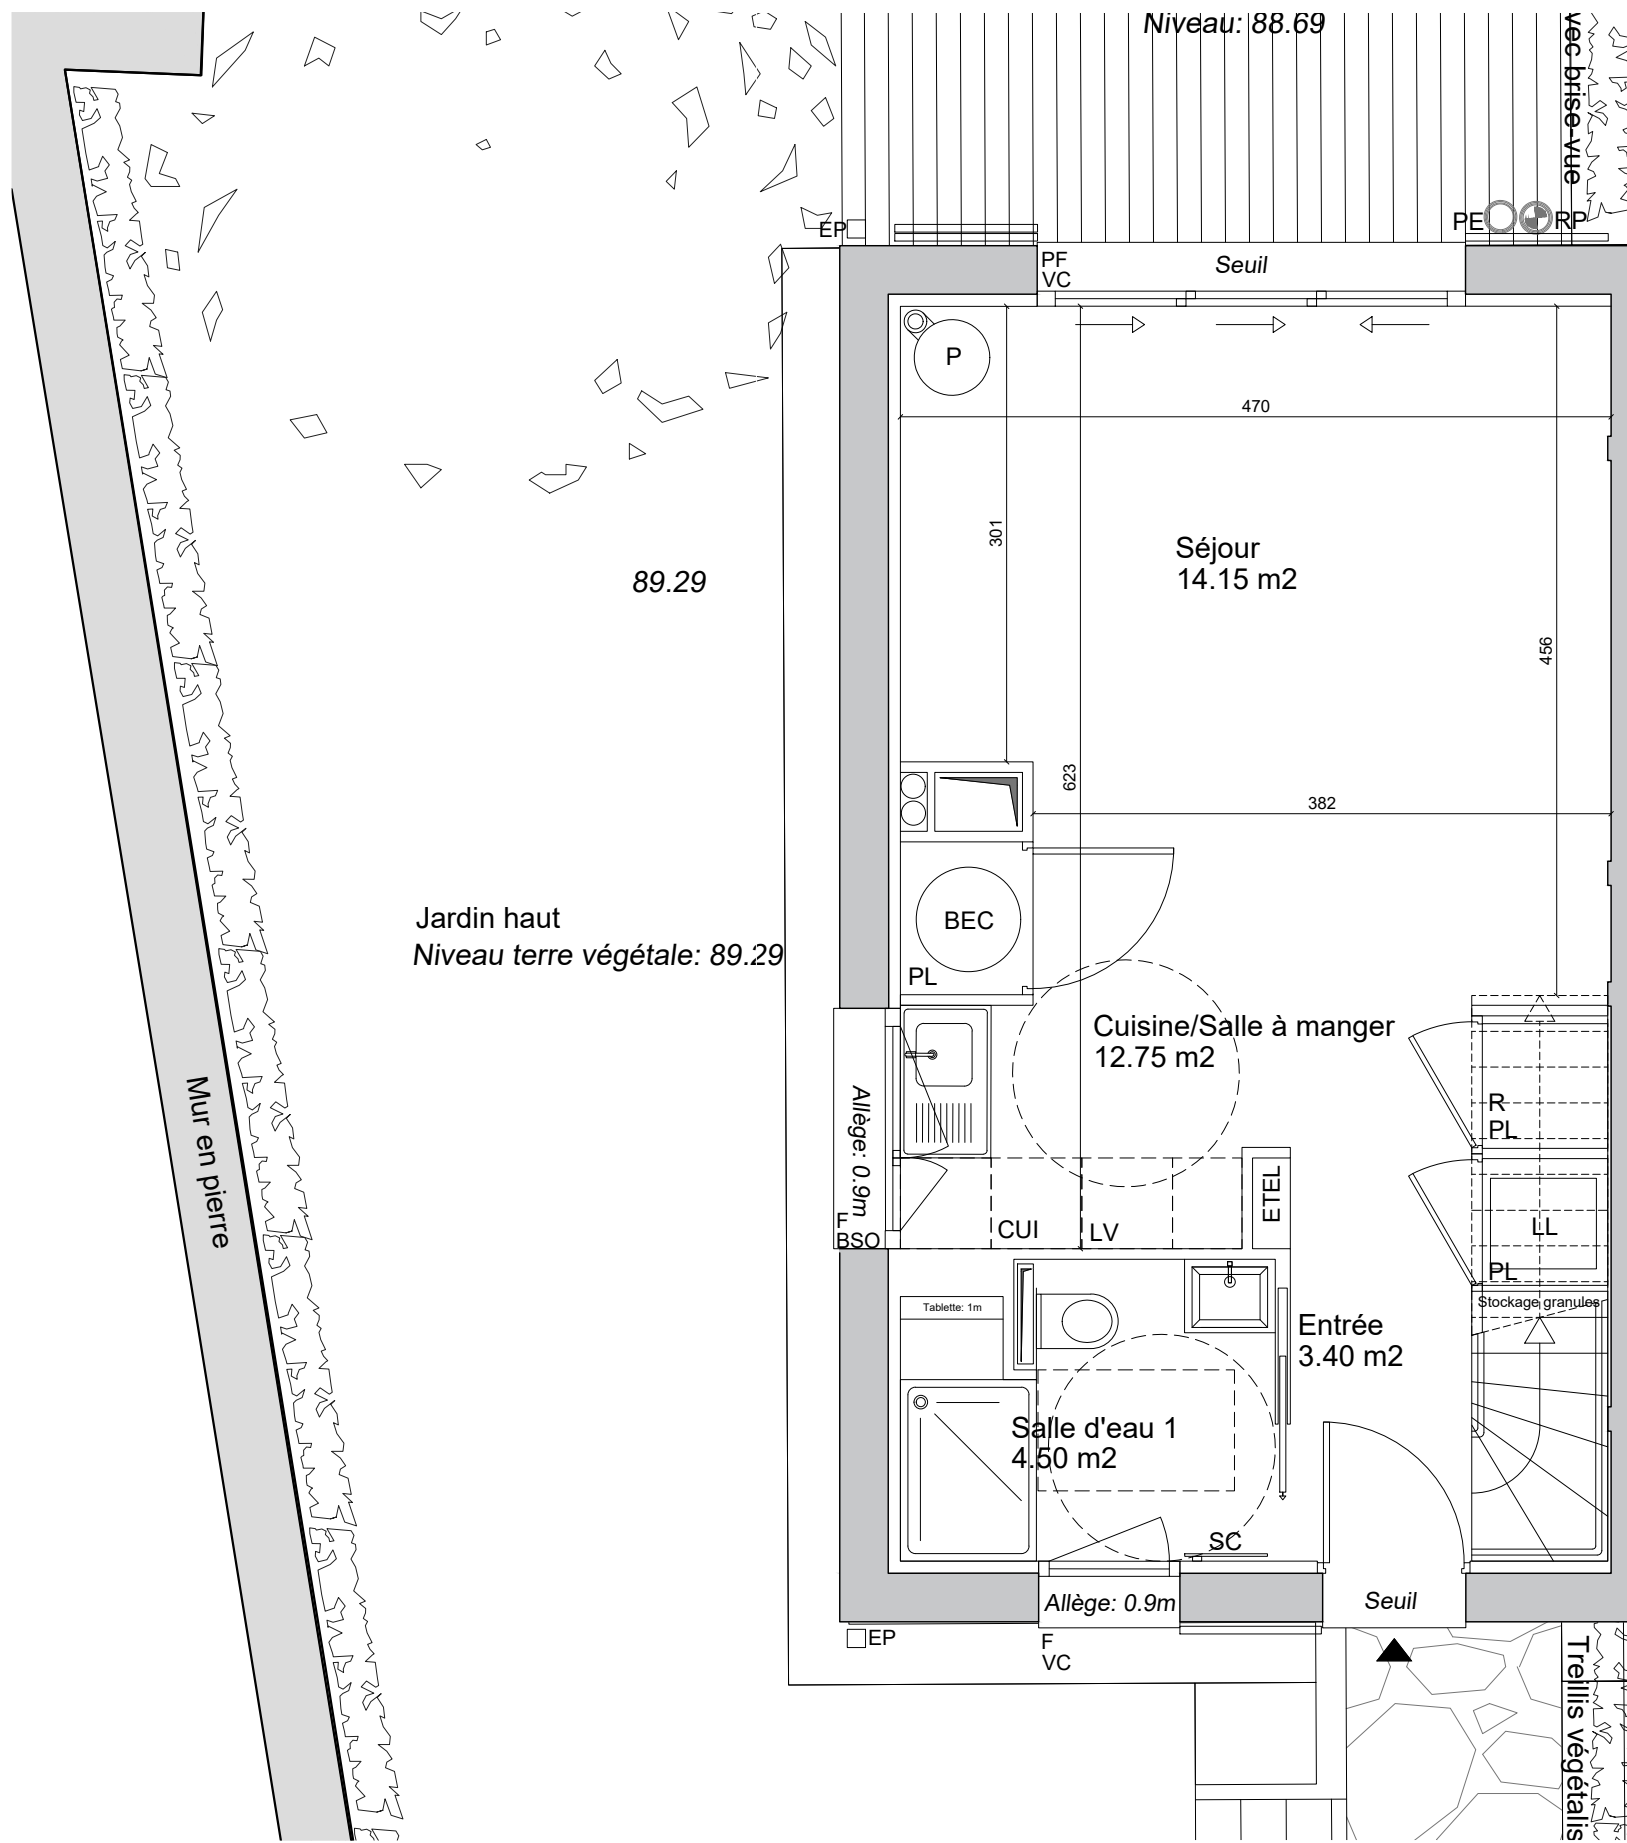 Niveau: 88.69
vec brise-vue
EP
PE
RP
PF
VC
Seuil
P
470
301
Séjour
14.15 m2
89.29
456
623
382
Jardin haut
Niveau terre végétale: 89.29
BEC
PL
Cuisine/Salle à manger
12.75 m2
Mur en pierre
Allège: 0.9m
R
PL
ETEL
F
BSO
CUI
LV
LL
PL
Stockage granules
Tablette: 1m
Entrée
3.40 m2
Salle d'eau 1
4.50 m2
SC
Allège: 0.9m
Seuil
EP
F
VC
Treillis végétalis